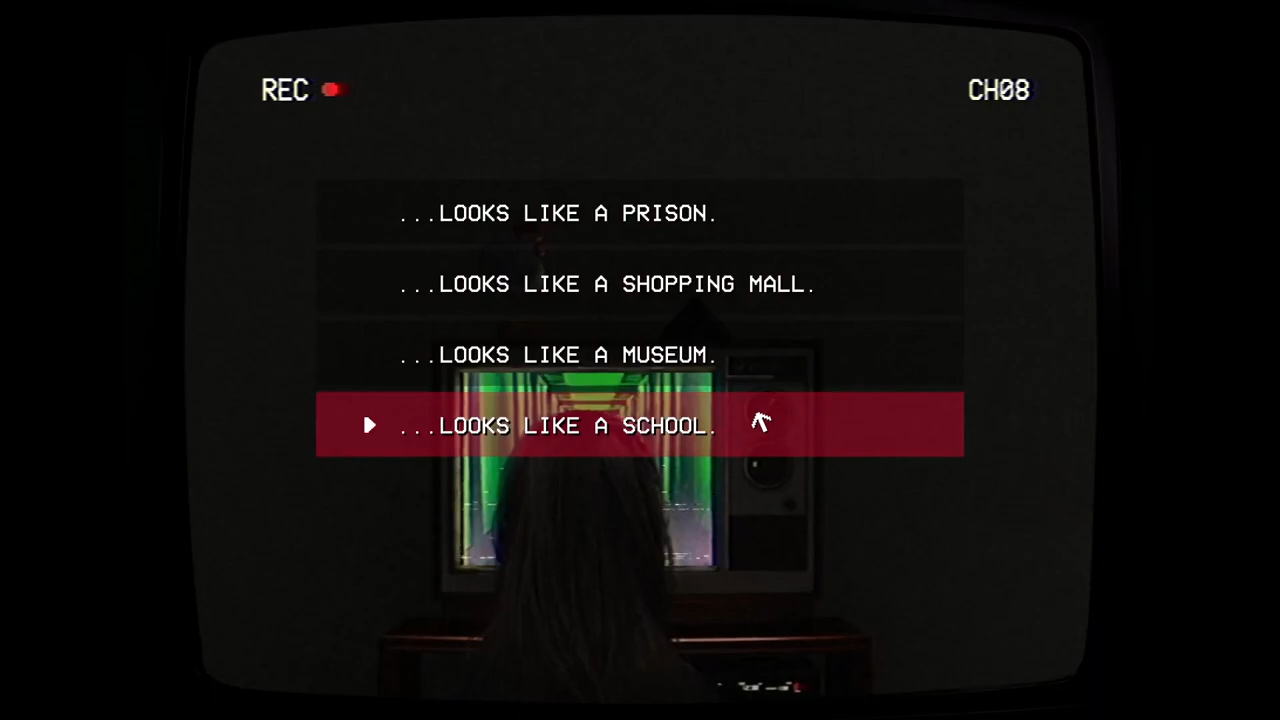 REC
CH08
...LOOKS LIKE A PRISON.
...LOOKS LIKE A SHOPPING MALL.
...LOOKS LIKE A MUSEUM.
...LOOKS LIKE A SCHOOL.